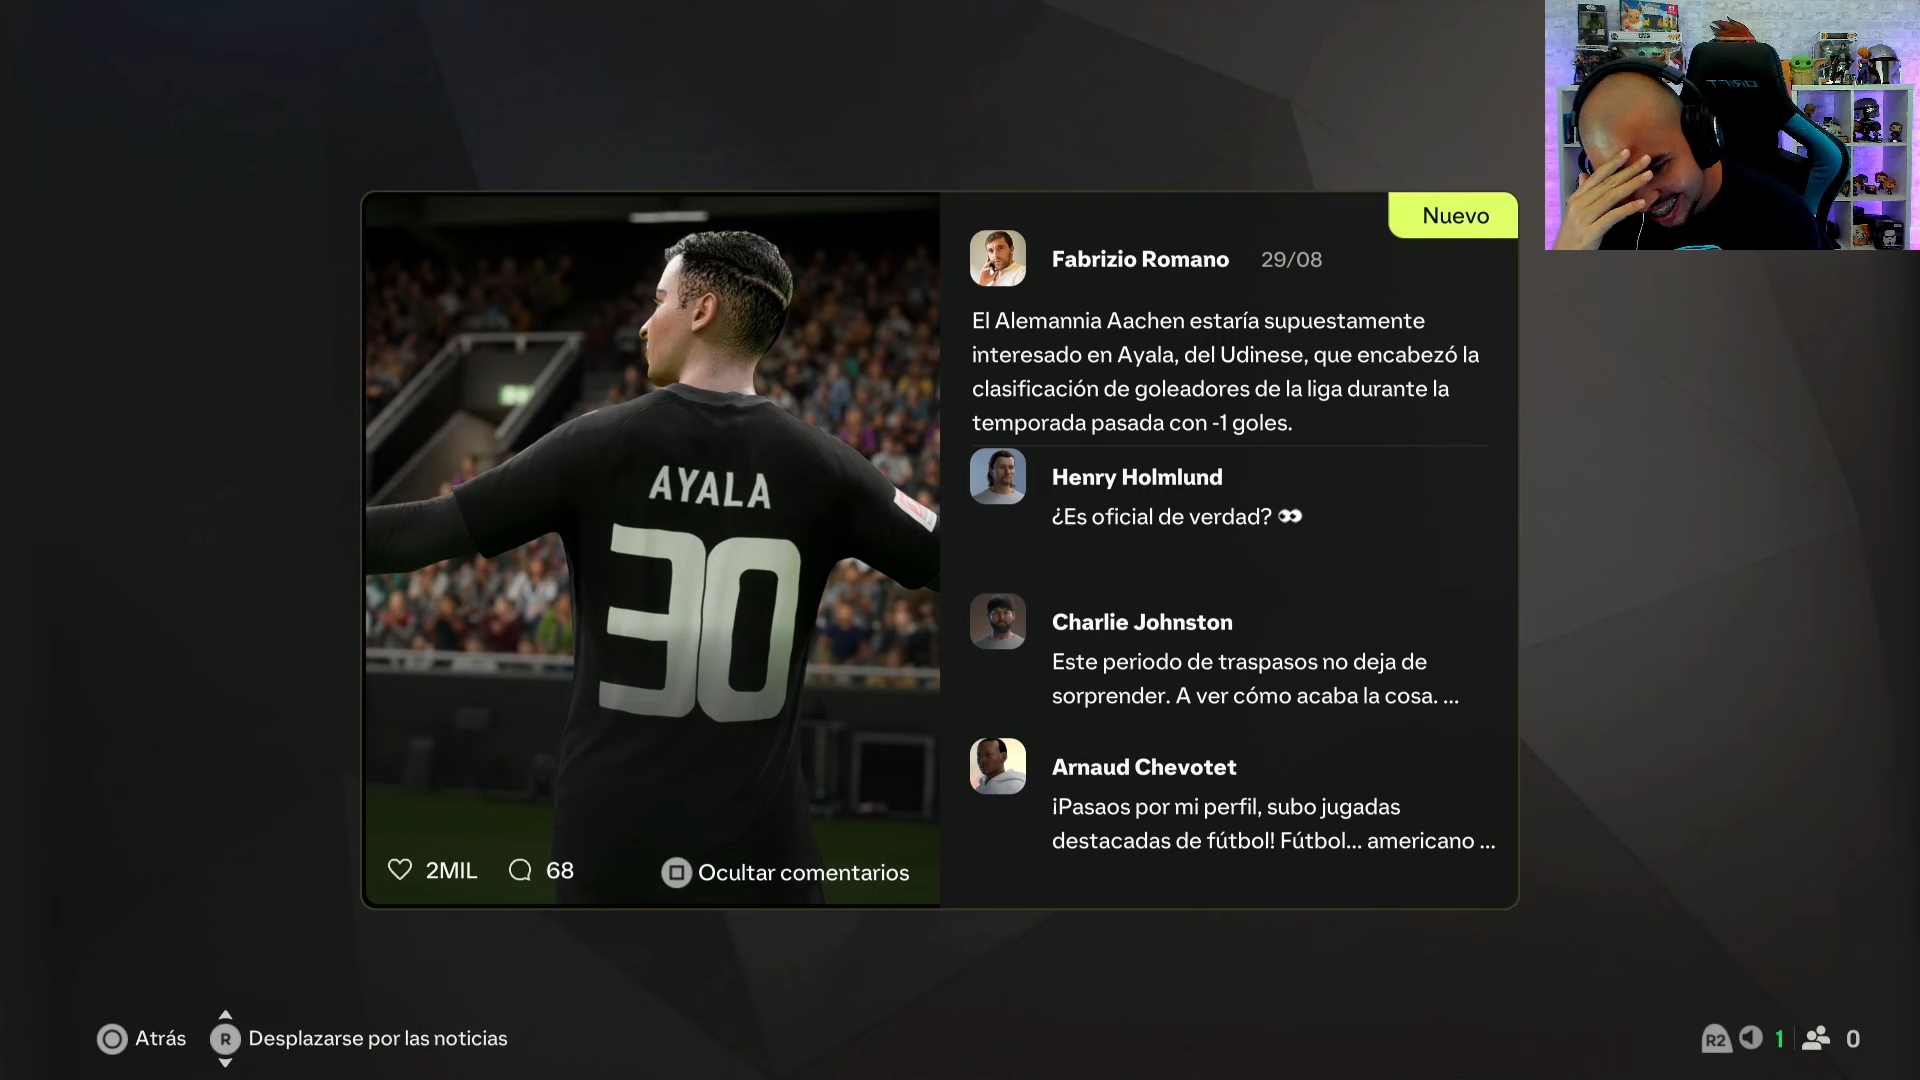 Nuevo
Fabrizio Romano 29/08
El Alemannia Aachen estaría supuestamente
interesado en Ayala, del Udinese, que encabezó la
clasificación de goleadores de la liga durante la
temporada pasada con -1 goles.
Henry Holmlund
¿Es oficial de verdad? 👀
Charlie Johnston
Este periodo de traspasos no deja de
sorprender. A ver cómo acaba la cosa. ...
Arnaud Chevotet
¡Pasaos por mi perfil, subo jugadas
destacadas de fútbol! Fútbol... americano ...
AYALA
30
2MIL 68 Ocultar comentarios
Atrás R Desplazarse por las noticias
R2 1 0